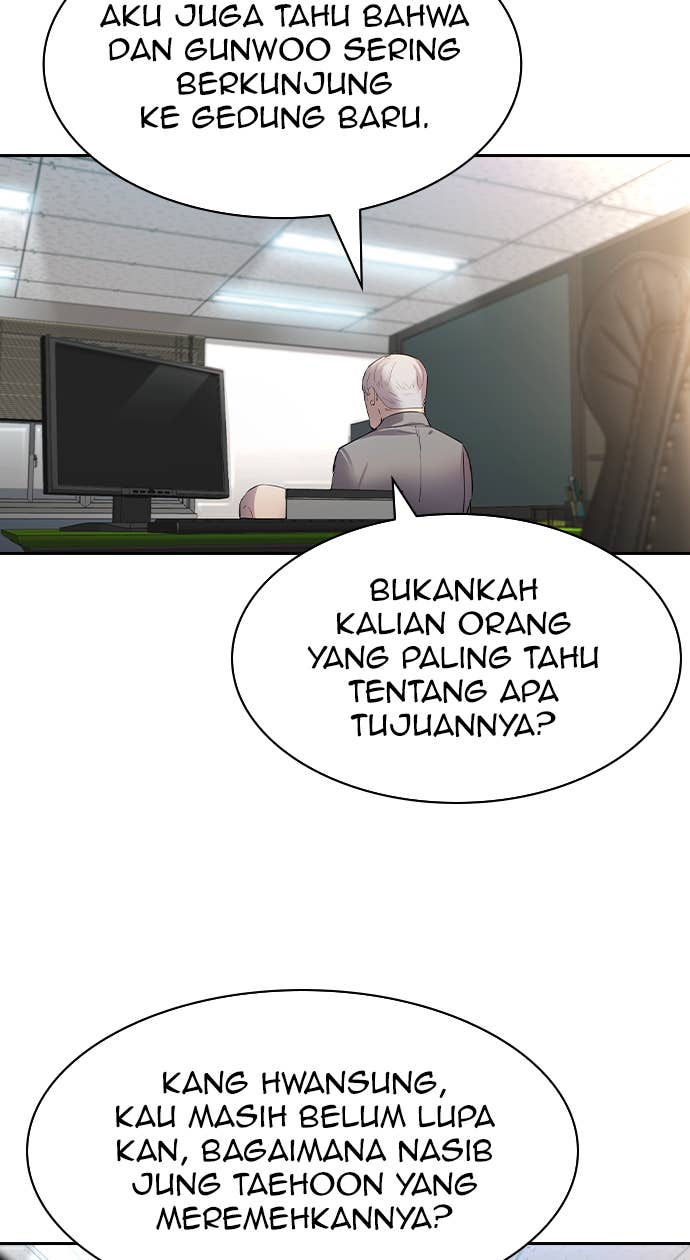 AKU JUGA TAHU BAHWA
DAN GUNWOO SERING
BERKUNJUNG
KE GEDUNG BARU.
BUKANKAH
KALIAN ORANG
YANG PALING TAHU
TENTANG APA
TUJUANNYA?
KANG HWANSUNG,
KAU MASIH BELUM LUPA
KAN, BAGAIMANA NASIB
JUNG TAEHOON YANG
MEREMEHKANNYA?